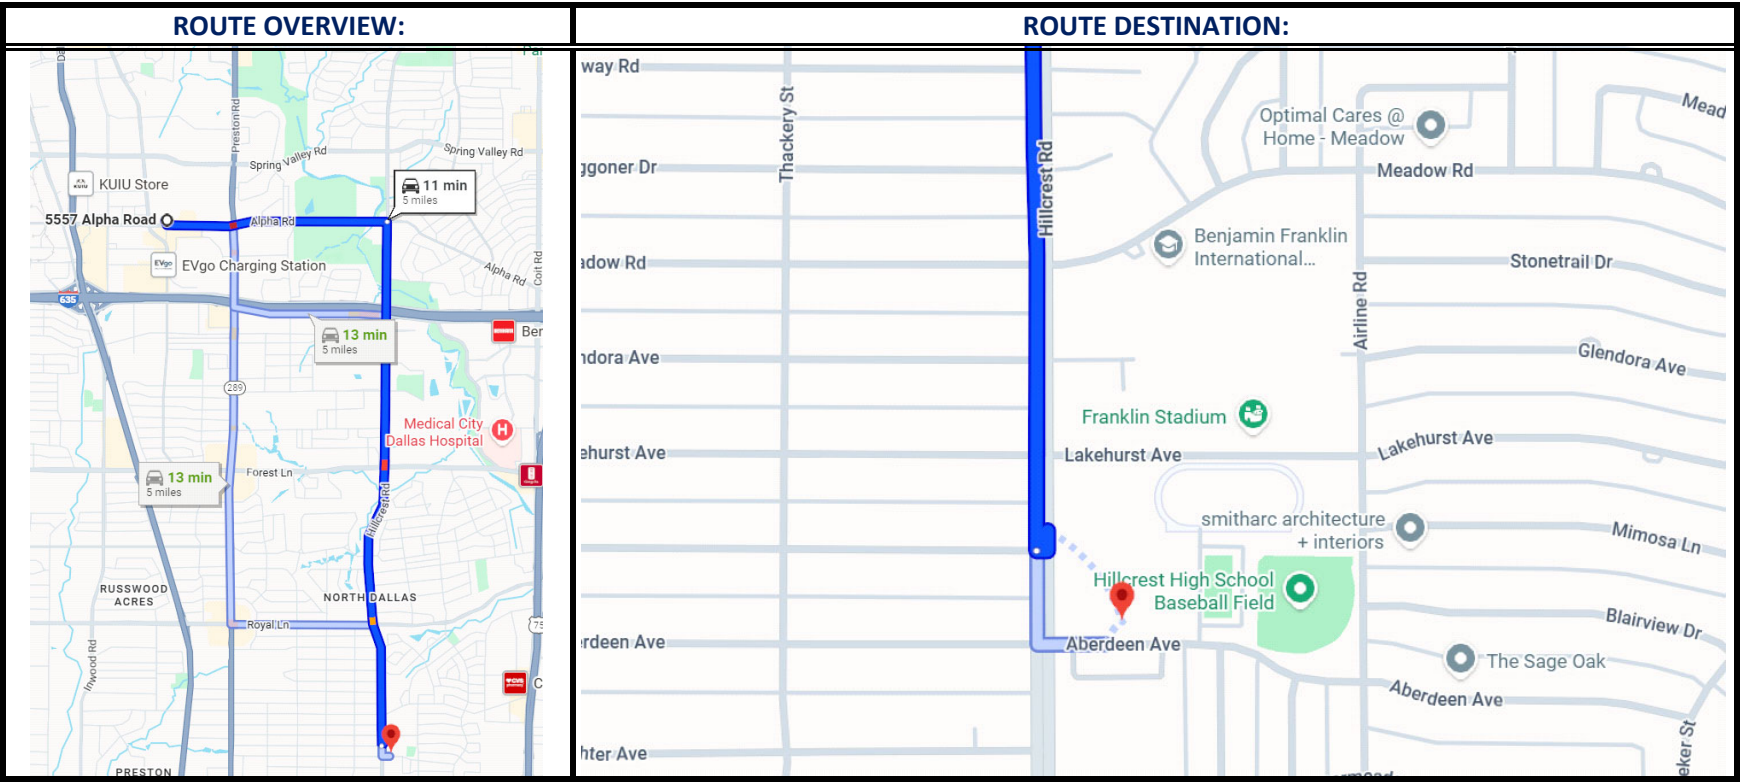 ROUTE OVERVIEW:
ROUTE DESTINATION:
Preston Rd
Spring Valley Rd
Spring Valley Rd
KUIU
KUIU Store
11 min
5 miles
5557 Alpha Road
Alpha Rd
EVgo
EVgo Charging Station
Alpha Rd
Coit Rd
635
13 min
5 miles
Ber
289
Medical City
Dallas Hospital
H
13 min
5 miles
Forest Ln
Hillcrest Rd
RUSSWOOD
ACRES
NORTH DALLAS
Royal Ln
75
Inwood Rd
C
PRESTON
way Rd
Thackery St
Hillcrest Rd
Optimal Cares @
Home - Meadow
Mead
ggoner Dr
Meadow Rd
Benjamin Franklin
International...
adow Rd
Stonetrail Dr
Airline Rd
ndora Ave
Glendora Ave
Franklin Stadium
ehurst Ave
Lakehurst Ave
Lakehurst Ave
smitharc architecture
+ interiors
Mimosa Ln
Hillcrest High School
Baseball Field
Blairview Dr
rdeen Ave
Aberdeen Ave
The Sage Oak
Aberdeen Ave
hter Ave
eker St